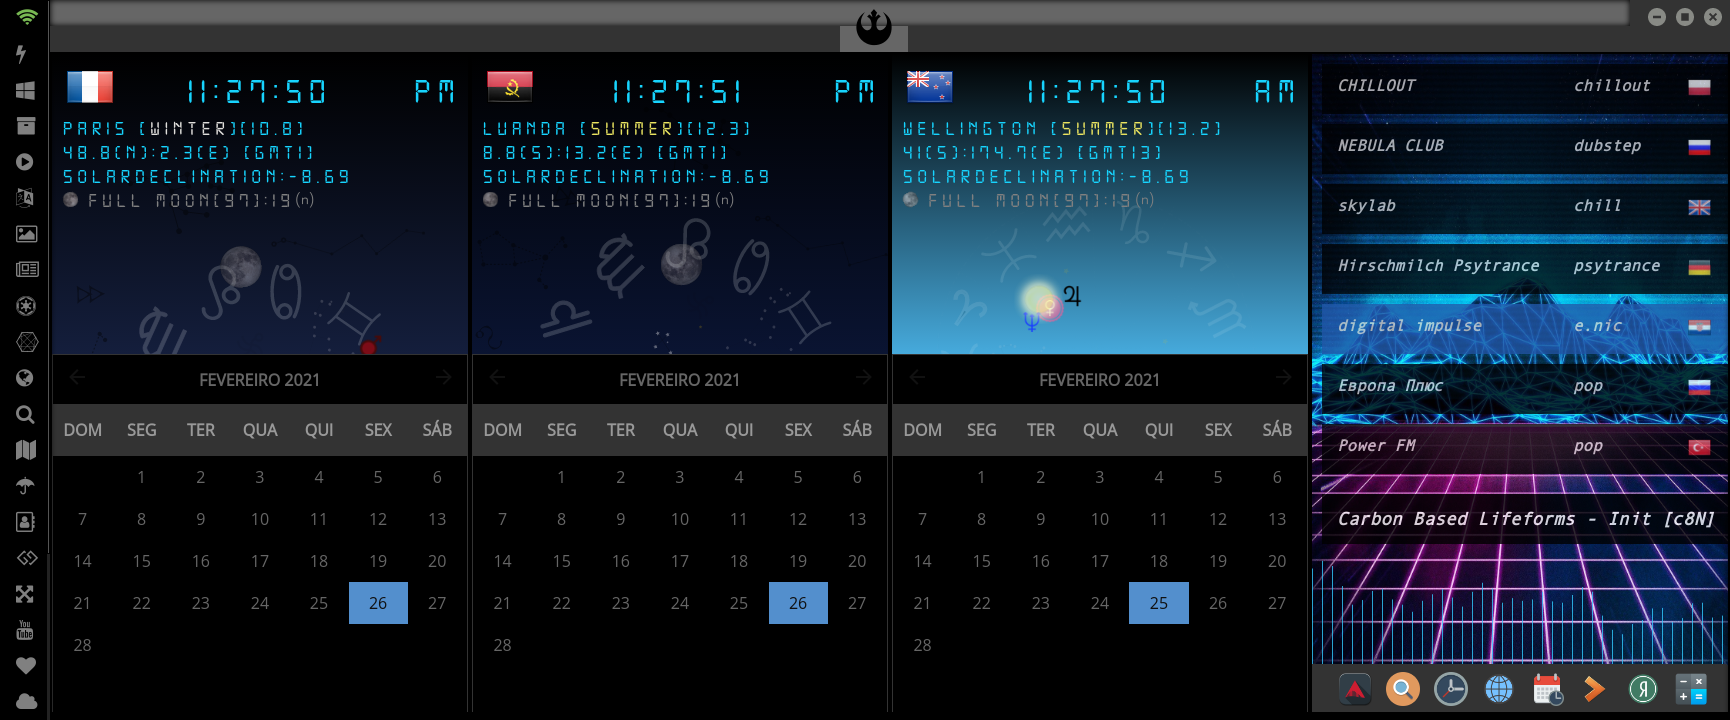 11:27:50 PM
PARIS [WINTER][10.8]
48.8(N):2.3(E) [GMT1]
SOLARDECLINATION:-8.69
FULL MOON[97]:19(n)
FEVEREIRO 2021
DOM SEG TER QUA QUI SEX SÁB
1 2 3 4 5 6
7 8 9 10 11 12 13
14 15 16 17 18 19 20
21 22 23 24 25 26 27
28
11:27:51 PM
LUANDA [SUMMER][12.3]
8.8(S):13.2(E) [GMT1]
SOLARDECLINATION:-8.69
FULL MOON[97]:19(n)
FEVEREIRO 2021
DOM SEG TER QUA QUI SEX SÁB
1 2 3 4 5 6
7 8 9 10 11 12 13
14 15 16 17 18 19 20
21 22 23 24 25 26 27
28
11:27:50 AM
WELLINGTON [SUMMER][13.2]
41(S):174.7(E) [GMT13]
SOLARDECLINATION:-8.69
FULL MOON[97]:19(n)
FEVEREIRO 2021
DOM SEG TER QUA QUI SEX SÁB
1 2 3 4 5 6
7 8 9 10 11 12 13
14 15 16 17 18 19 20
21 22 23 24 25 26 27
28
CHILLOUT chillout
NEBULA CLUB dubstep
skylab chill
Hirschmilch Psytrance psytrance
digital impulse e.nic
Европа Плюс pop
Power FM pop
Carbon Based Lifeforms - Init [c8N]
You Tube
Я